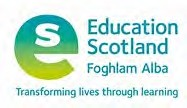 Education
Scotland
Foghlam Alba
Transforming lives through learning